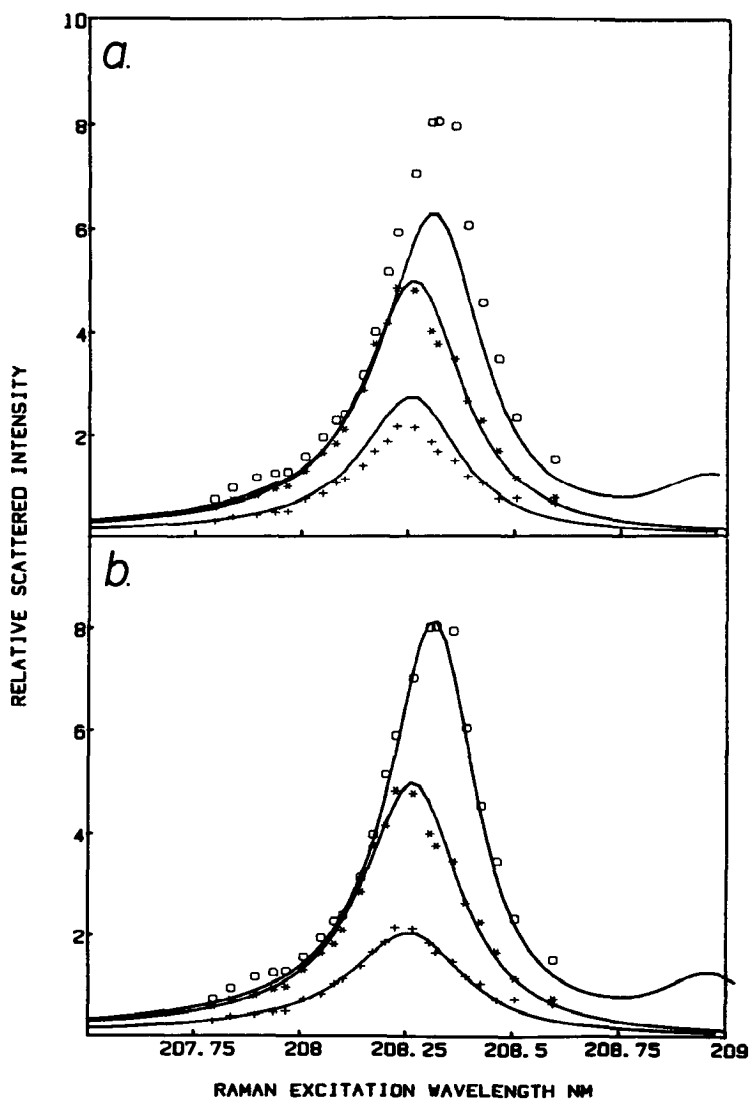 10
a.
8
6
4
2
b.
8
6
4
2
RELATIVE SCATTERED INTENSITY
207.75 208 208.25 208.5 208.75 209
RAMAN EXCITATION WAVELENGTH NM